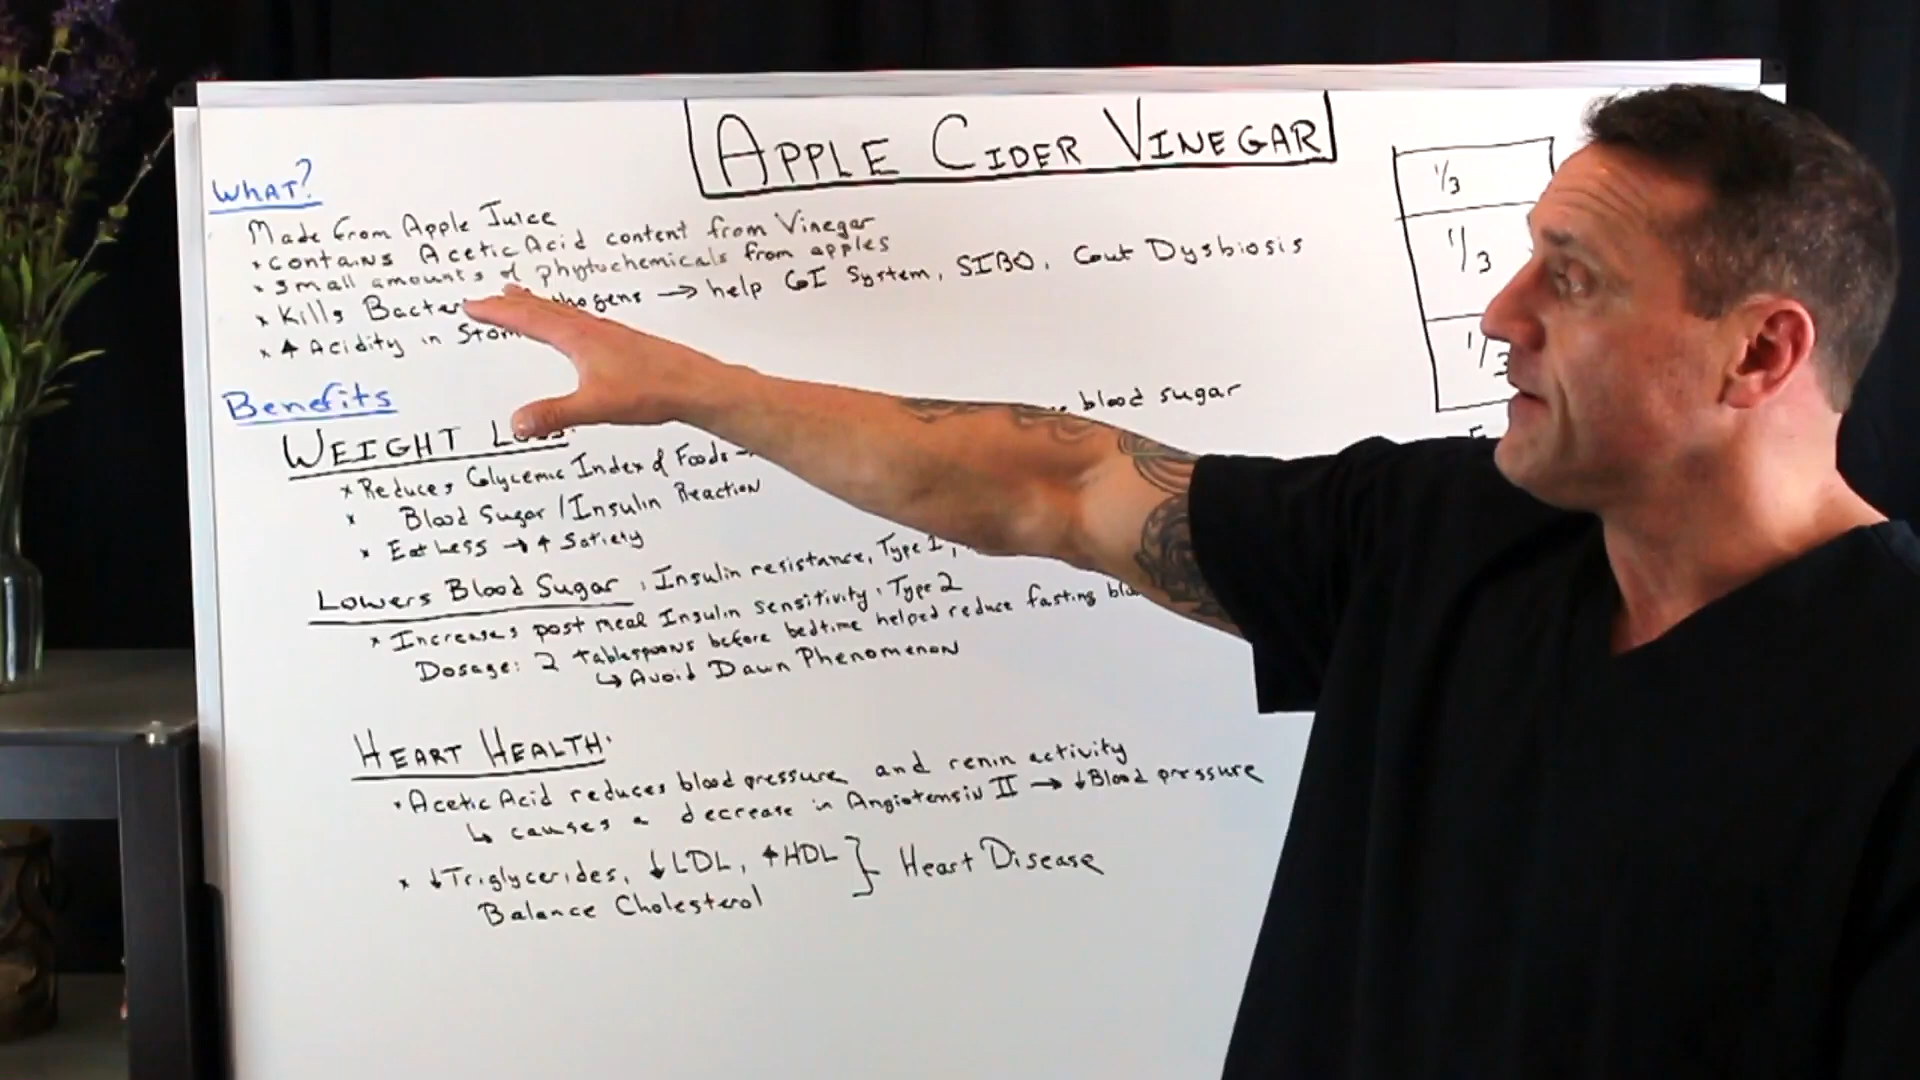 APPLE CIDER VINEGAR
WHAT?
Made from Apple Juice
• contains Acetic Acid content from Vinegar
• small amounts of phytochemicals from apples
* Kills Bacter thogens → help GI System, SIBO, Gut Dysbiosis
* ↑ Acidity in Stom
Benefits
WEIGHT Loss:
* Reduces Glycemic Index of Foods → blood sugar
* Blood Sugar / Insulin Reaction
* Eat Less → ↑ Satiety
Lowers Blood Sugar: Insulin resistance, Type 1,
* Increases post meal Insulin sensitivity: Type 2
Dosage: 2 tablespoons before bedtime helped reduce fasting blo
↳ Avoid Dawn Phenomenon
HEART HEALTH:
• Acetic Acid reduces blood pressure and renin activity
↳ causes a decrease in Angiotensin II → ↓ Blood pressure
* ↓ Triglycerides, ↓ LDL, ↑ HDL } Heart Disease
Balance Cholesterol
1/3
1/3
1/3